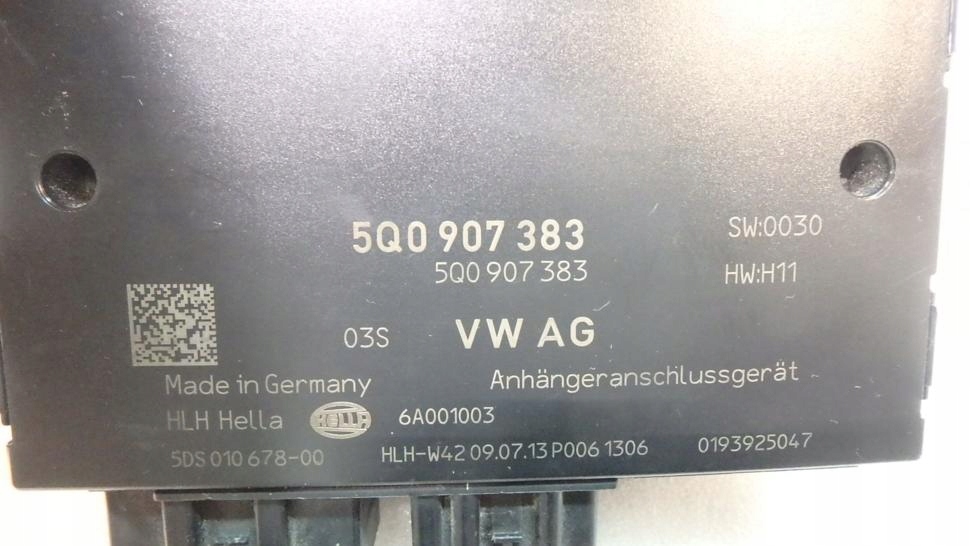 5Q0 907 383 SW:0030
5Q0 907 383 HW:H11
03S VW AG
Made in Germany Anhängeranschlussgerät
HLH Hella HELLA 6A001003
5DS 010 678-00 HLH-W42 09.07.13 P006 1306 0193925047